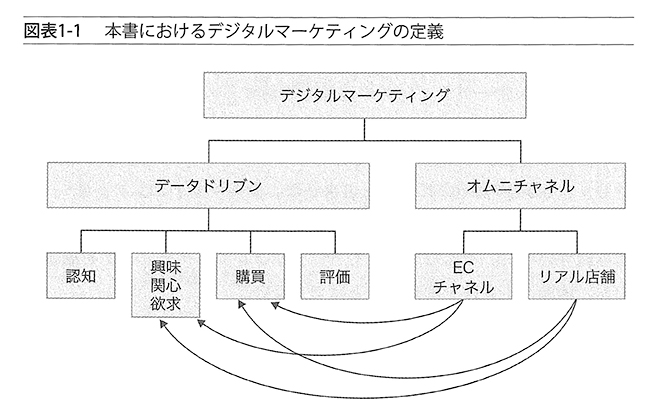 図表1-1 本書におけるデジタルマーケティングの定義
デジタルマーケティング
データドリブン
オムニチャネル
認知
興味
関心
欲求
購買
評価
EC
チャネル
リアル店舗